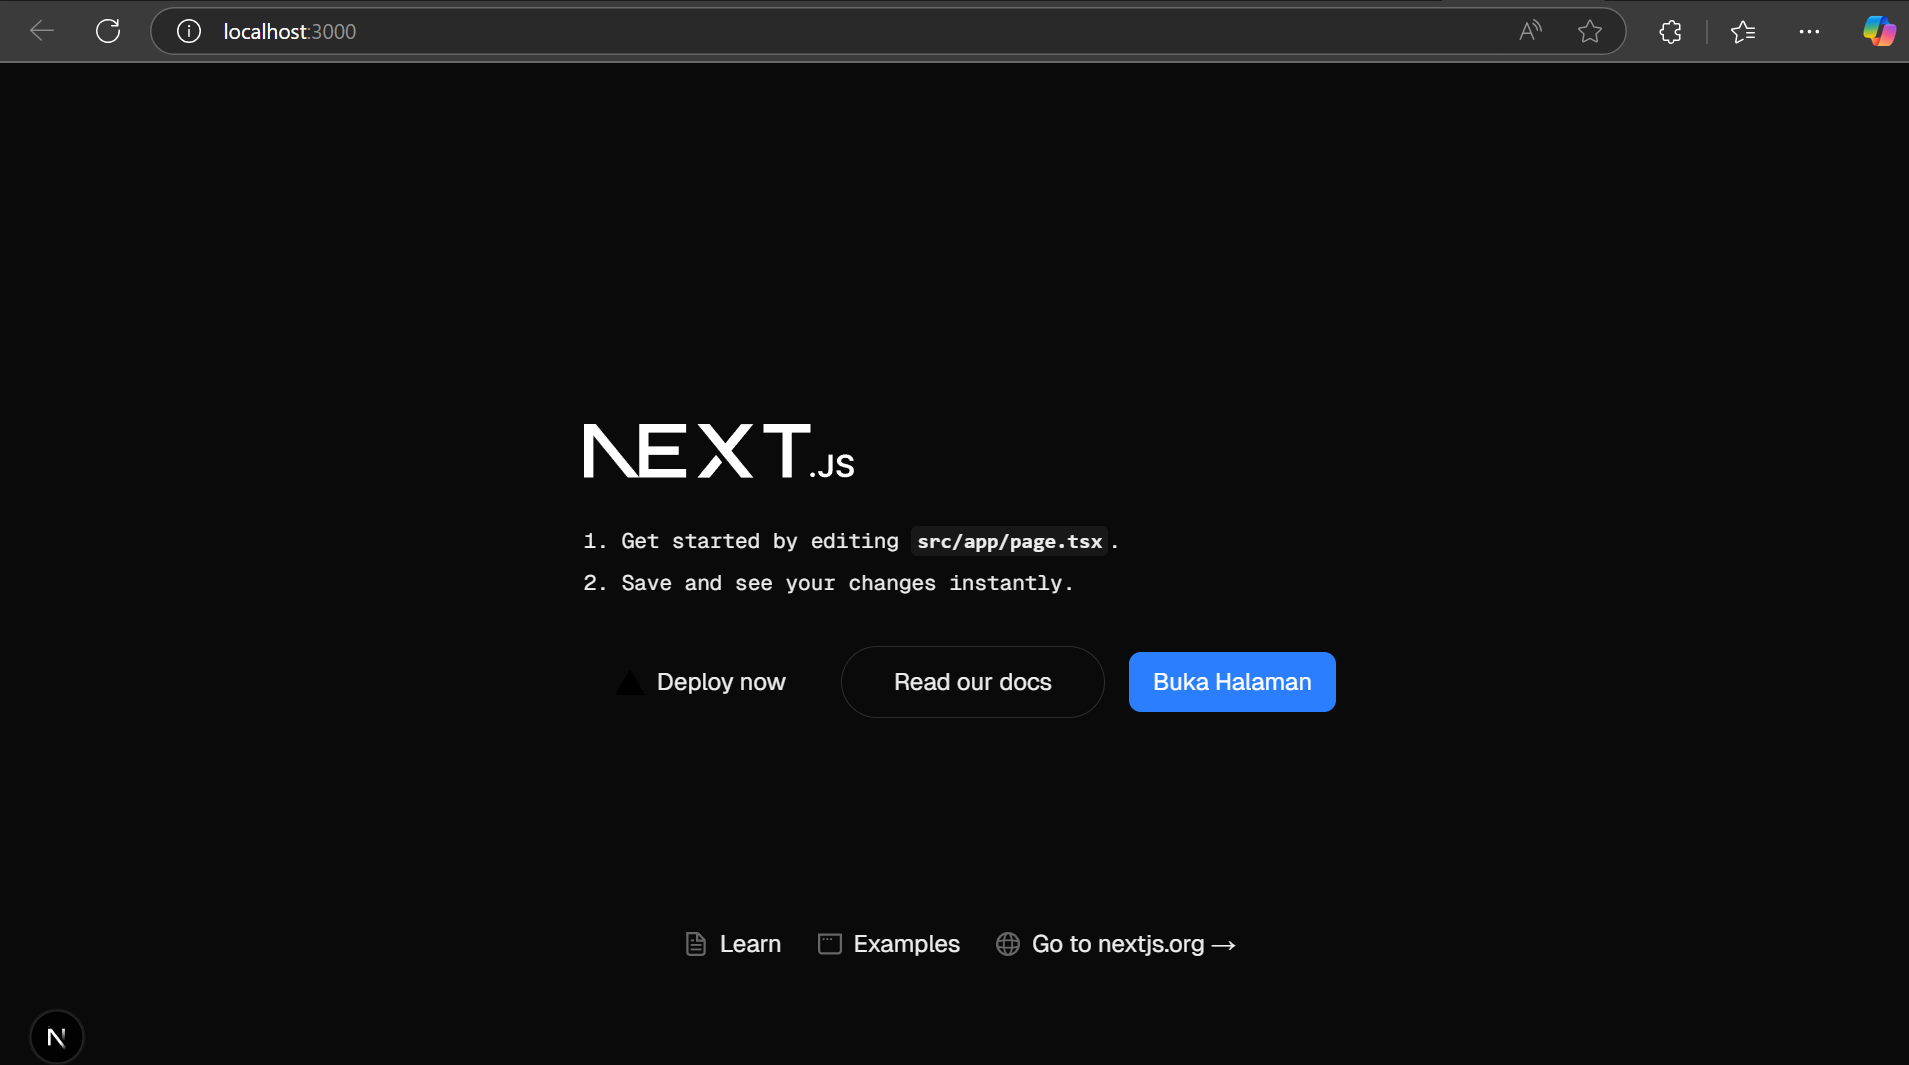 localhost:3000
NEXT.JS
1. Get started by editing src/app/page.tsx.
2. Save and see your changes instantly.
Deploy now Read our docs Buka Halaman
Learn Examples Go to nextjs.org →
N